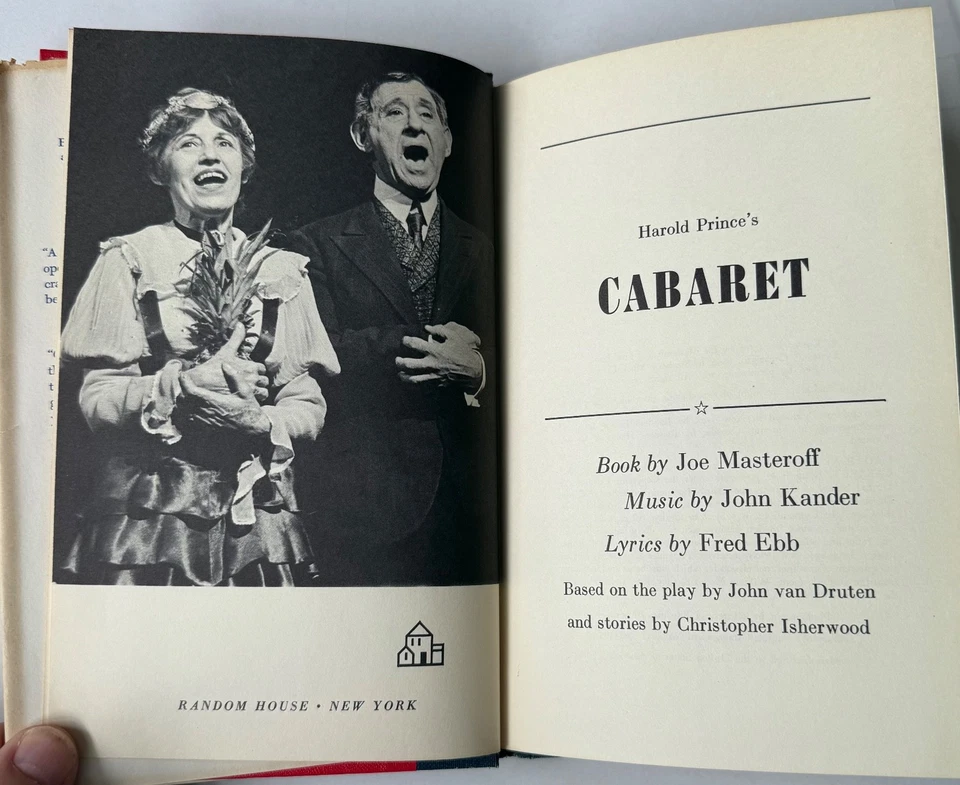 RANDOM HOUSE • NEW YORK
Harold Prince's
CABARET
Book by Joe Masteroff
Music by John Kander
Lyrics by Fred Ebb
Based on the play by John van Druten
and stories by Christopher Isherwood